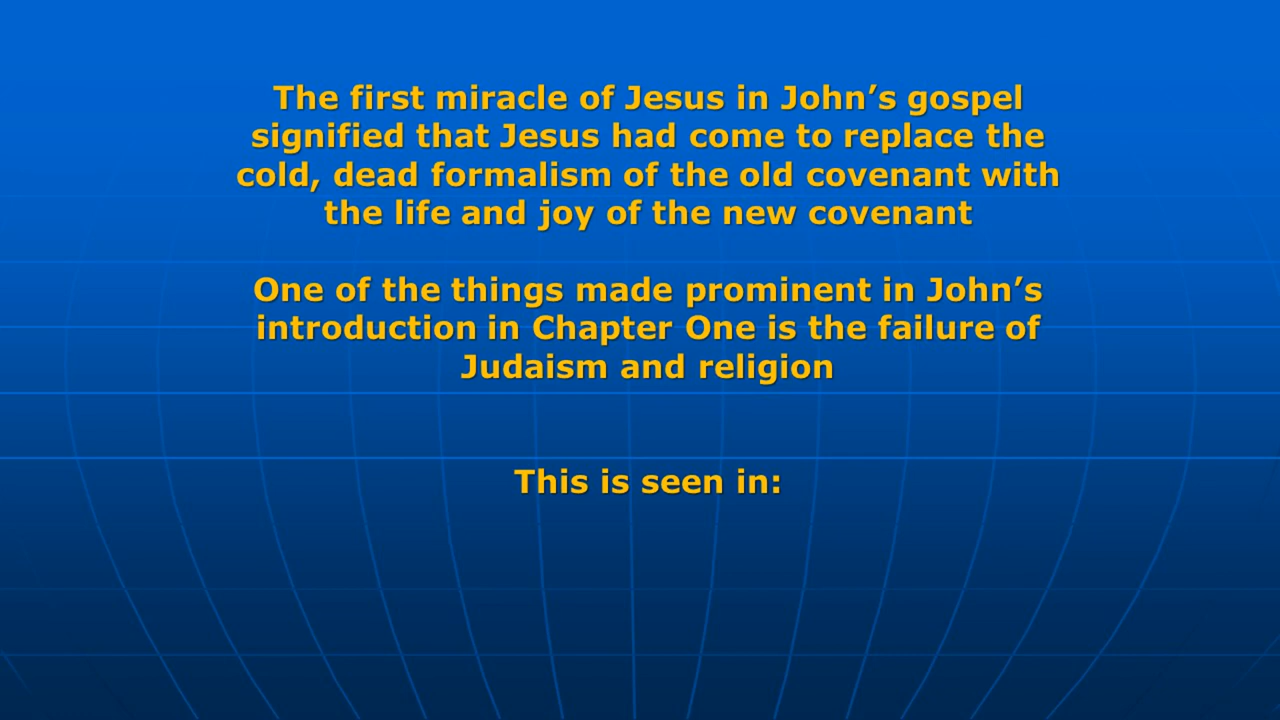 The first miracle of Jesus in John’s gospel
signified that Jesus had come to replace the
cold, dead formalism of the old covenant with
the life and joy of the new covenant
One of the things made prominent in John’s
introduction in Chapter One is the failure of
Judaism and religion
This is seen in: